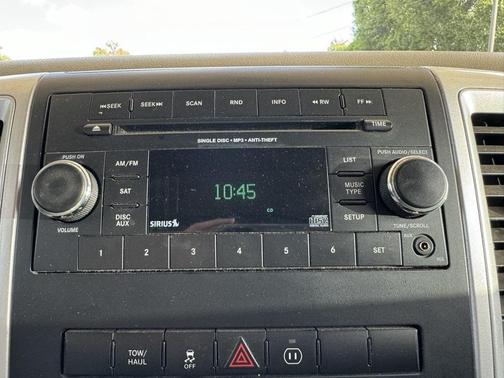 SEEK
SEEK
SCAN
RND
INFO
RW
FF
TIME
SINGLE DISC • MP3 • ANTI-THEFT
PUSH ON
AM/FM
SAT
DISC
AUX
VOLUME
10:45
CD
SIRIUS
PUSH AUDIO/SELECT
LIST
MUSIC
TYPE
SETUP
TUNE/SCROLL
AUX
1 2 3 4 5 6 SET
TOW/
HAUL
OFF